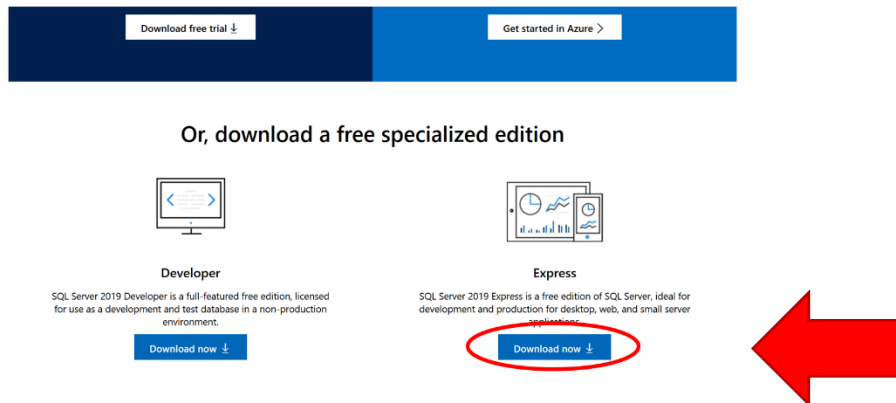 Download free trial
Get started in Azure
Or, download a free specialized edition
Developer
SQL Server 2019 Developer is a full-featured free edition, licensed
for use as a development and test database in a non-production
environment.
Download now
Express
SQL Server 2019 Express is a free edition of SQL Server, ideal for
development and production for desktop, web, and small server
applications.
Download now